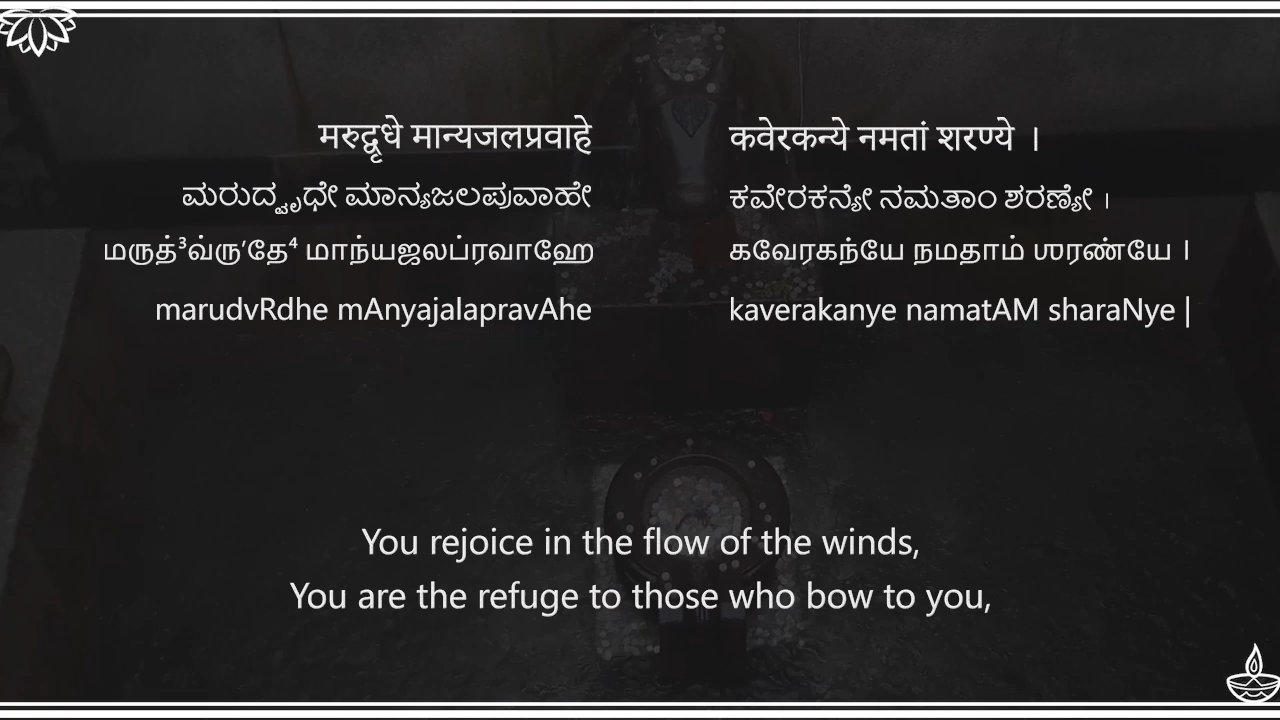 मरुद्वृधे मान्यजलप्रवाहे कवेरकन्ये नमतां शरण्ये ।
ಮರುದ್ವೃಧೇ ಮಾನ್ಯಜಲಪ್ರವಾಹೇ ಕವೇರಕನ್ಯೇ ನಮತಾಂ ಶರಣ್ಯೇ ।
மருத்³வ்ரு’தே⁴ மாந்யஜலப்ரவாஹே கவேரகந்யே நமதாம் ஶரண்யே ।
marudvRdhe mAnyajalapravAhe kaverakanye namatAM sharaNye |
You rejoice in the flow of the winds,
You are the refuge to those who bow to you,